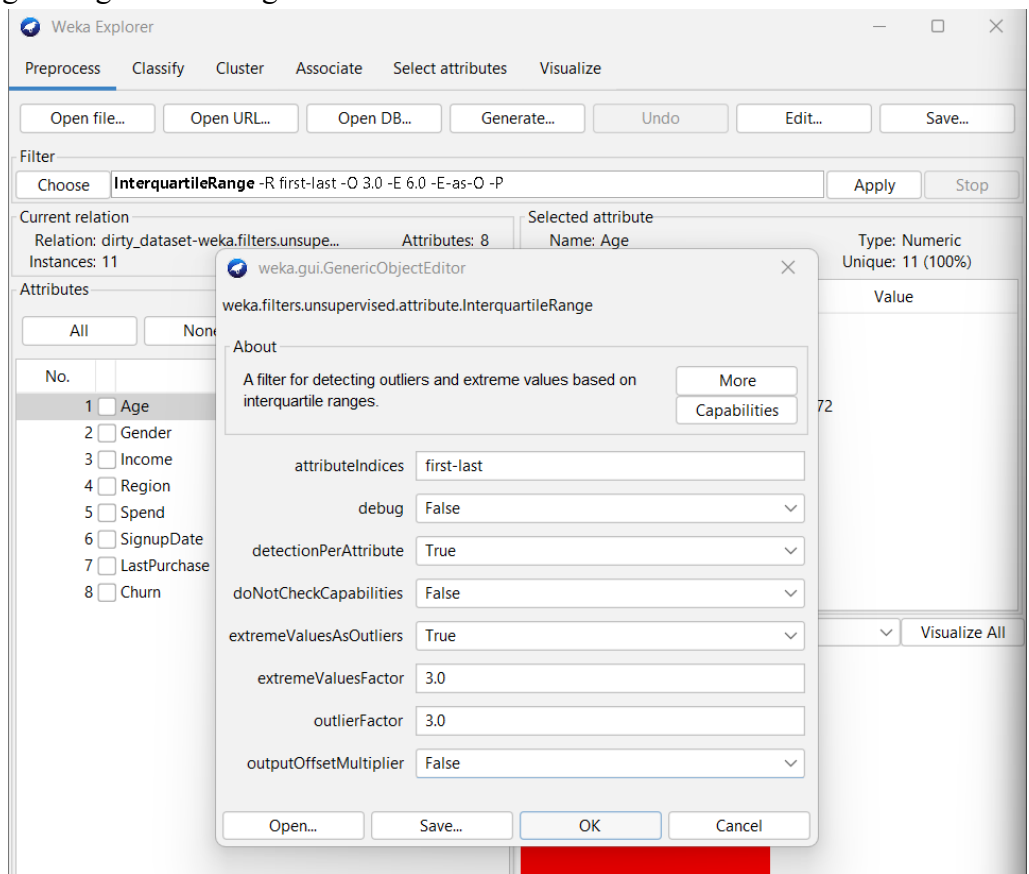 Weka Explorer
Preprocess Classify Cluster Associate Select attributes Visualize
Open file... Open URL... Open DB... Generate... Undo Edit... Save...
Filter
Choose InterquartileRange -R first-last -O 3.0 -E 6.0 -E-as-O -P Apply Stop
Current relation Selected attribute
Relation: dirty_dataset-weka.filters.unsupe... Attributes: 8 Name: Age Type: Numeric
Instances: 11 Unique: 11 (100%)
weka.gui.GenericObjectEditor
Attributes
Value
weka.filters.unsupervised.attribute.InterquartileRange
All
About
A filter for detecting outliers and extreme values based on
interquartile ranges.
More
Capabilities
No.
1 Age
72
2 Gender
3 Income
4 Region
5 Spend
6 SignupDate
7 LastPurchase
8 Churn
attributeIndices first-last
debug False
detectionPerAttribute True
doNotCheckCapabilities False
extremeValuesAsOutliers True
Visualize All
extremeValuesFactor 3.0
outlierFactor 3.0
outputOffsetMultiplier False
Open... Save... OK Cancel